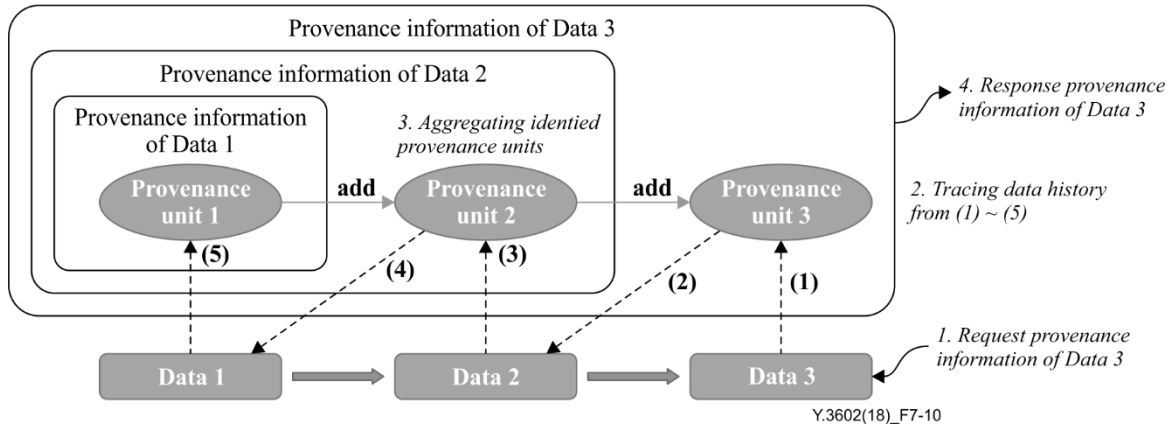 Provenance information of Data 3
Provenance information of Data 2
Provenance information
of Data 1
3. Aggregating identied
provenance units
4. Response provenance
information of Data 3
Provenance
unit 1
add
Provenance
unit 2
add
Provenance
unit 3
2. Tracing data history
from (1) ~ (5)
(5)
(4)
(3)
(2)
(1)
1. Request provenance
information of Data 3
Data 1
Data 2
Data 3
Y.3602(18)_F7-10